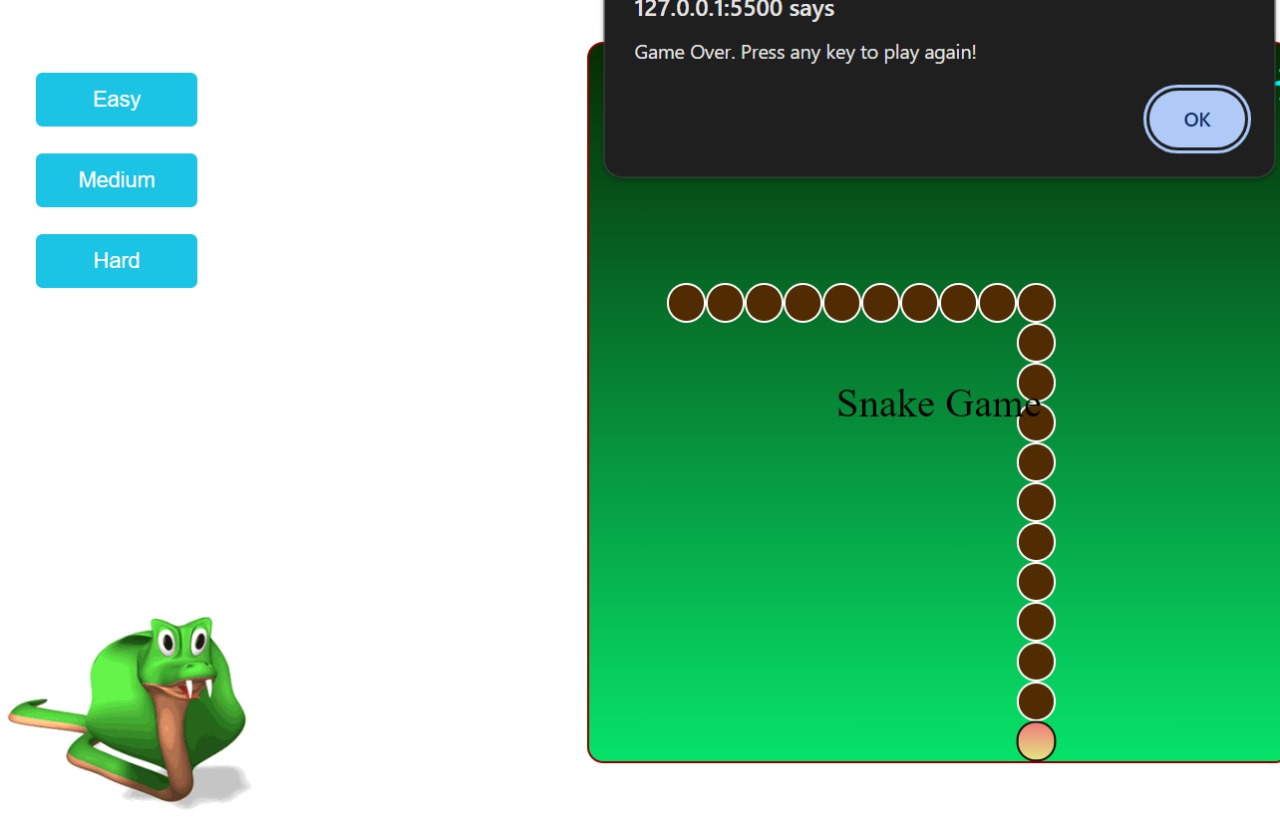 127.0.0.1:5500 says
Game Over. Press any key to play again!
OK
Easy
Medium
Hard
Snake Game